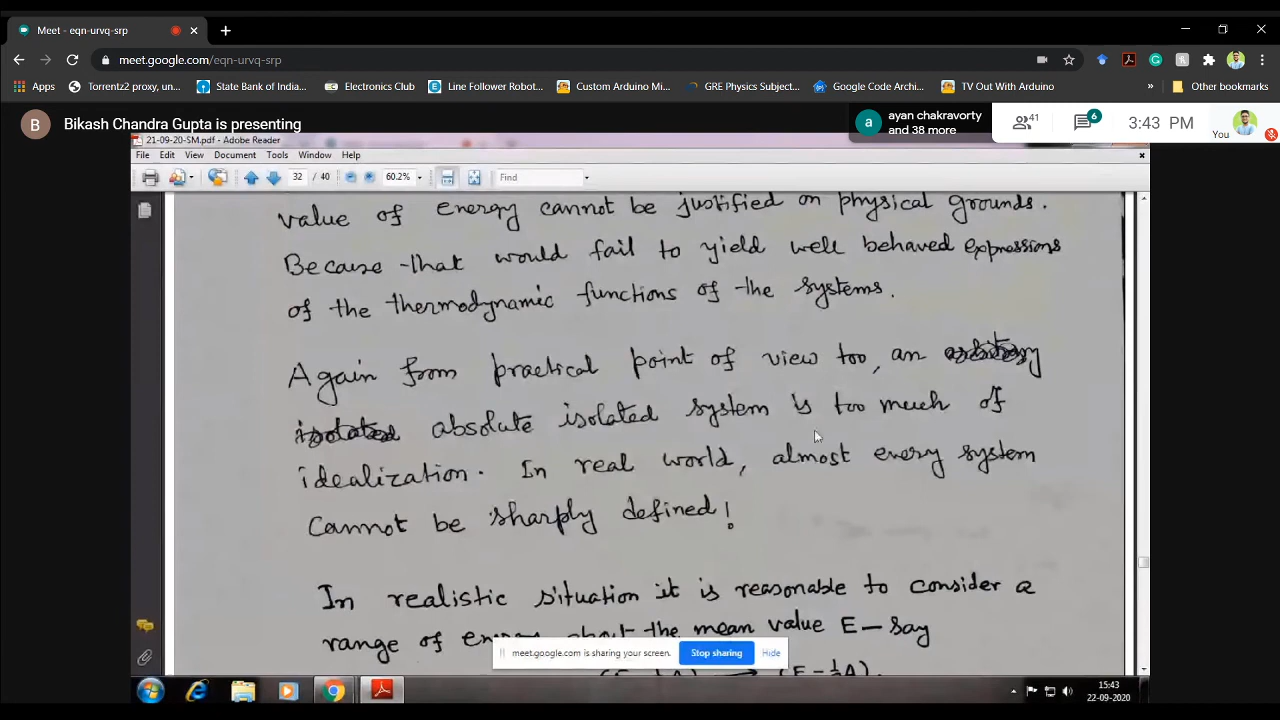 Meet - eqn-urvq-srp
meet.google.com/eqn-urvq-srp
Apps Torrentz2 proxy, un... State Bank of India... Electronics Club Line Follower Robot... Custom Arduino Mi... GRE Physics Subject... Google Code Archi... TV Out With Arduino » Other bookmarks
B Bikash Chandra Gupta is presenting
a ayan chakravorty and 38 more 41 6 3:43 PM You
21-09-20-SM.pdf - Adobe Reader
File Edit View Document Tools Window Help
32 / 40 60.2% Find
value of energy cannot be justified on physical grounds.
Because that would fail to yield well behaved expressions
of the thermodynamic functions of the systems.
Again from practical point of view too, an
absolute isolated system is too much of
idealization. In real world, almost every system
Cannot be sharply defined!
In realistic situation it is reasonable to consider a
range of energy about the mean value E - say
meet.google.com is sharing your screen. Stop sharing Hide
15:43
22-09-2020